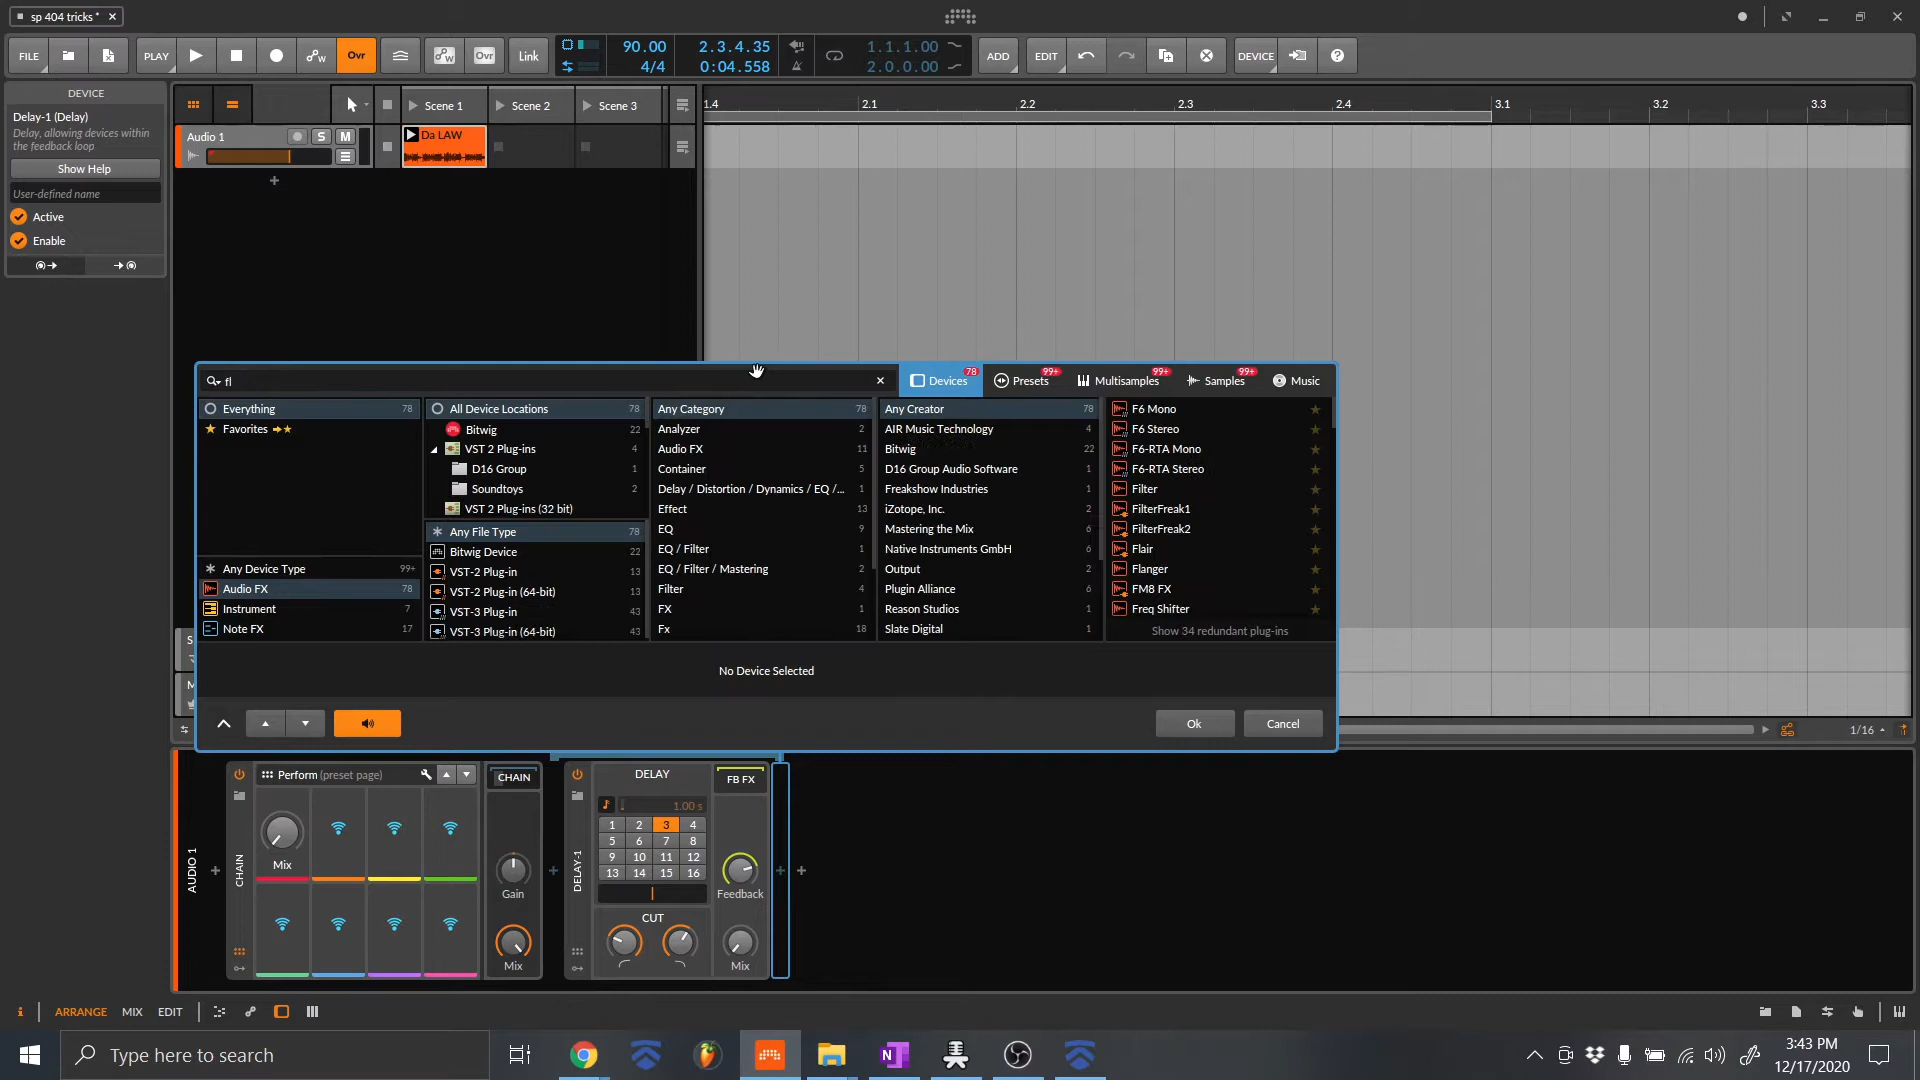 sp 404 tricks *
FILE
PLAY
Ovr
Ovr
Link
90.00
4/4
2.3.4.35
0:04.558
1.1.1.00
2.0.0.00
ADD
EDIT
DEVICE
DEVICE
Delay-1 (Delay)
Delay, allowing devices within
the feedback loop
Show Help
User-defined name
Active
Enable
Scene 1
Scene 2
Scene 3
Audio 1
S
M
Da LAW
1.4
2.1
2.2
2.3
2.4
3.1
3.2
3.3
fl
Devices
78
Presets
99+
Multisamples
99+
Samples
99+
Music
Everything 78
Favorites
Any Device Type 99+
Audio FX 78
Instrument 7
Note FX 17
All Device Locations 78
Bitwig 22
VST 2 Plug-ins 4
D16 Group 1
Soundtoys 2
VST 2 Plug-ins (32 bit)
Any File Type 78
Bitwig Device 22
VST-2 Plug-in 13
VST-2 Plug-in (64-bit) 13
VST-3 Plug-in 43
VST-3 Plug-in (64-bit) 43
Any Category 78
Analyzer 2
Audio FX 11
Container 5
Delay / Distortion / Dynamics / EQ /... 1
Effect 13
EQ 9
EQ / Filter 1
EQ / Filter / Mastering 2
Filter 4
FX 1
Fx 18
Any Creator 78
AIR Music Technology 4
Bitwig 22
D16 Group Audio Software 1
Freakshow Industries 1
iZotope, Inc. 2
Mastering the Mix 6
Native Instruments GmbH 6
Output 2
Plugin Alliance 6
Reason Studios 1
Slate Digital 1
F6 Mono
F6 Stereo
F6-RTA Mono
F6-RTA Stereo
Filter
FilterFreak1
FilterFreak2
Flair
Flanger
FM8 FX
Freq Shifter
Show 34 redundant plug-ins
No Device Selected
Ok
Cancel
S
M
1/16
AUDIO 1
CHAIN
Perform (preset page)
Mix
CHAIN
Gain
Mix
DELAY-1
DELAY
1.00 s
1 2 3 4
5 6 7 8
9 10 11 12
13 14 15 16
CUT
FB FX
Feedback
Mix
i
ARRANGE
MIX
EDIT
Type here to search
N
3:43 PM
12/17/2020